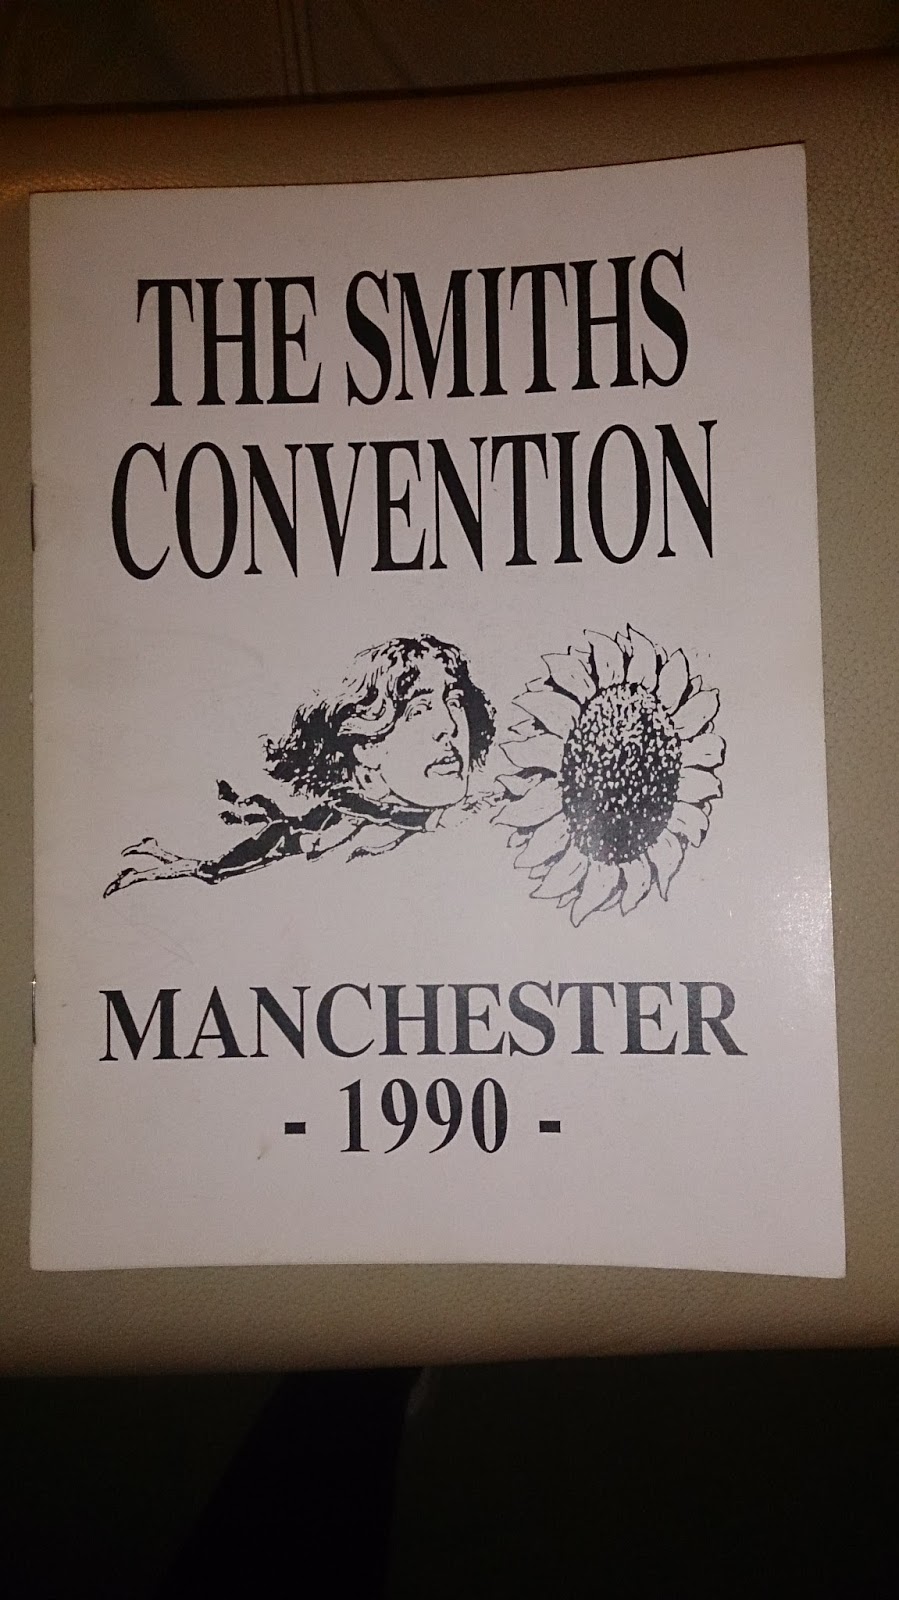 THE SMITHS
CONVENTION
MANCHESTER
- 1990 -